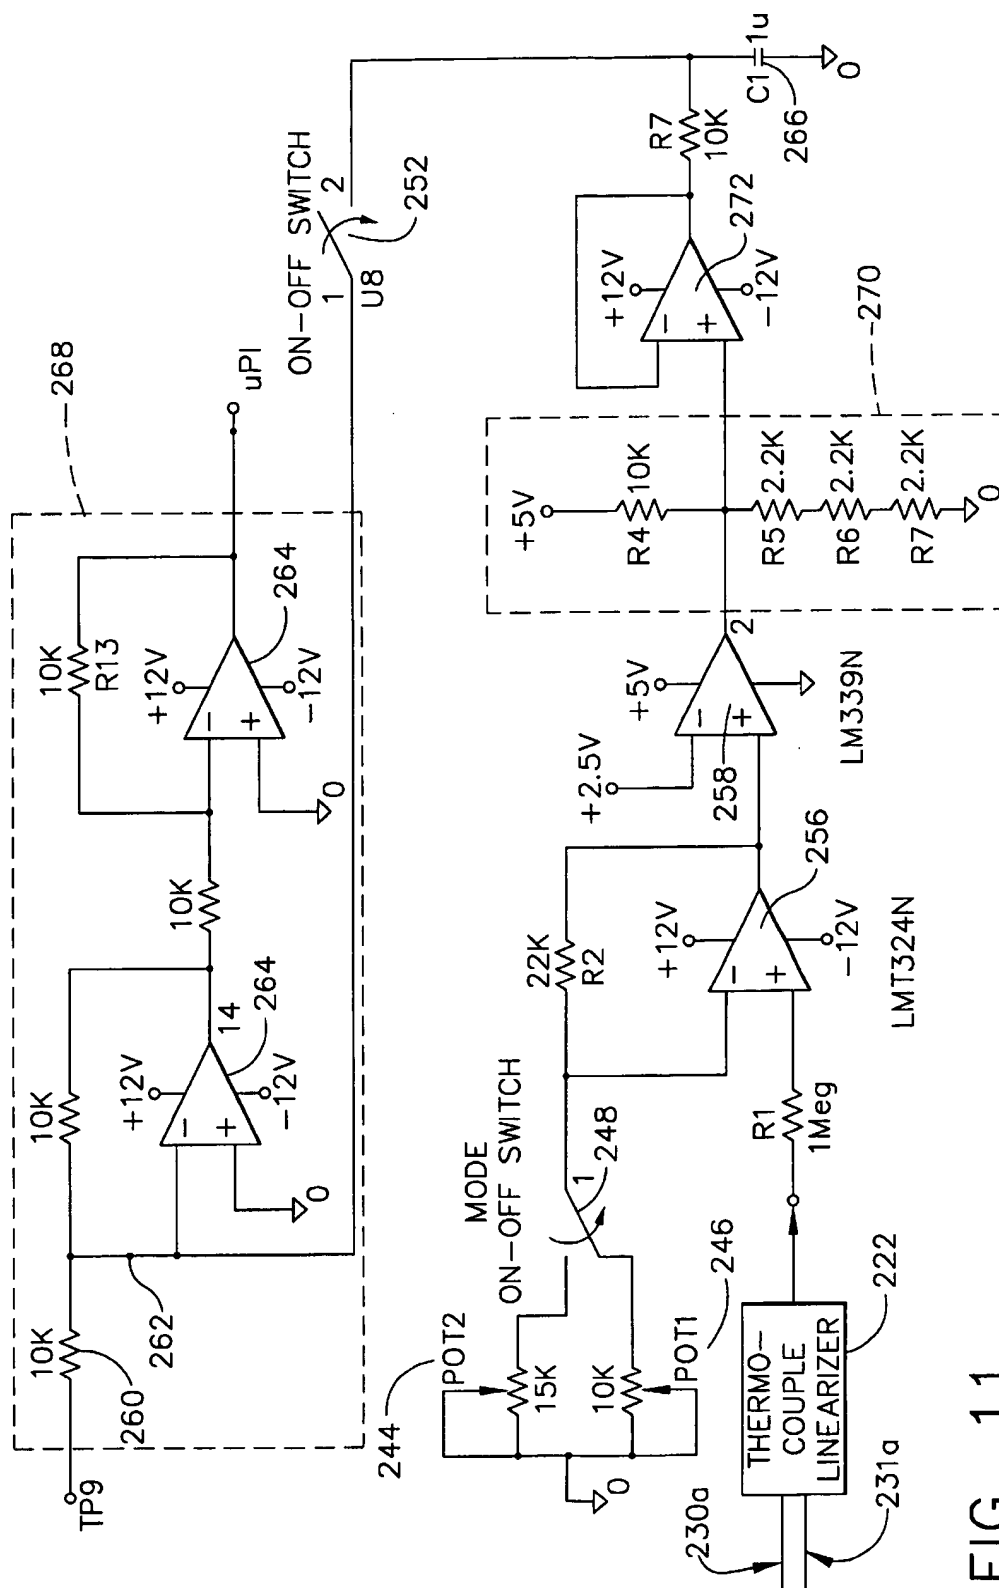 268
10K
R13
+12V
264
-12V
uPI
0
10K
10K
+12V
14
264
-12V
0
10K
260
262
TP9
ON-OFF SWITCH
1
2
U8
252
R7
10K
C1
1u
266
0
+12V
272
-12V
270
+5V
R4
10K
R5
2.2K
R6
2.2K
R7
2.2K
0
+5V
+2.5V
258
2
LM339N
22K
R2
+12V
256
-12V
LMT324N
MODE
ON-OFF SWITCH
1
248
R1
1Meg
244
POT2
15K
10K
POT1
246
0
THERMO-
COUPLE
LINEARIZER
222
230a
231a
FIG. 11